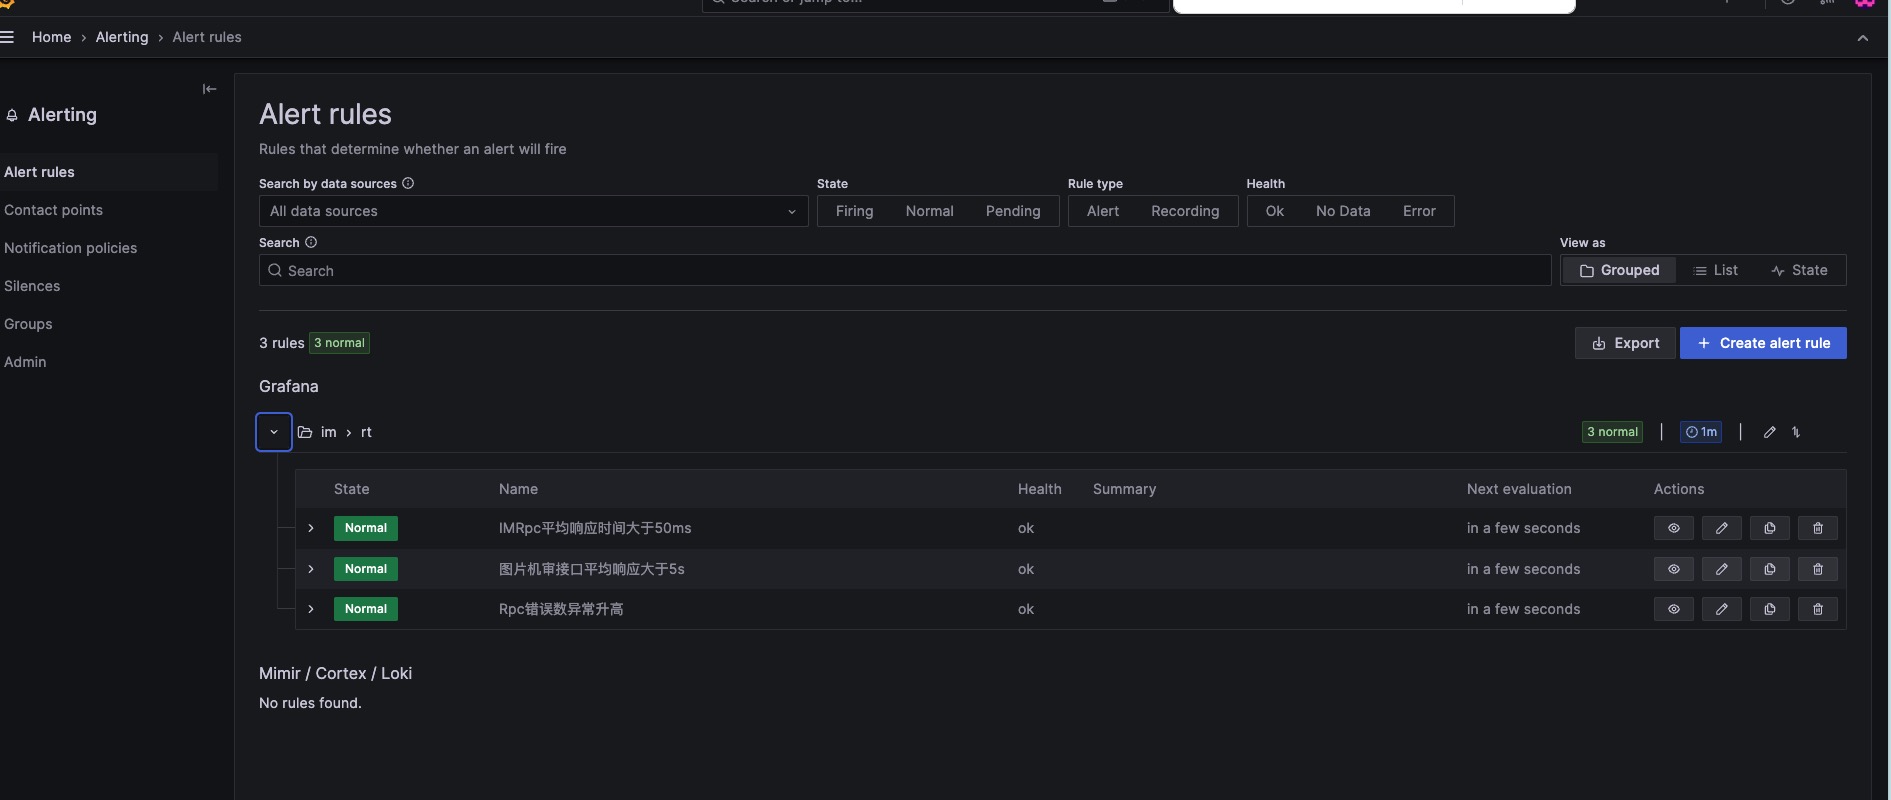 Search or jump to...
Home › Alerting › Alert rules
Alerting
Alert rules
Contact points
Notification policies
Silences
Groups
Admin
Alert rules
Rules that determine whether an alert will fire
Search by data sources
All data sources
State
Firing Normal Pending
Rule type
Alert Recording
Health
Ok No Data Error
Search
Search
View as
Grouped List State
3 rules 3 normal
Export + Create alert rule
Grafana
im › rt 3 normal | 1m |
State Name Health Summary Next evaluation Actions
Normal IMRpc平均响应时间大于50ms ok in a few seconds
Normal 图片机审接口平均响应大于5s ok in a few seconds
Normal Rpc错误数异常升高 ok in a few seconds
Mimir / Cortex / Loki
No rules found.